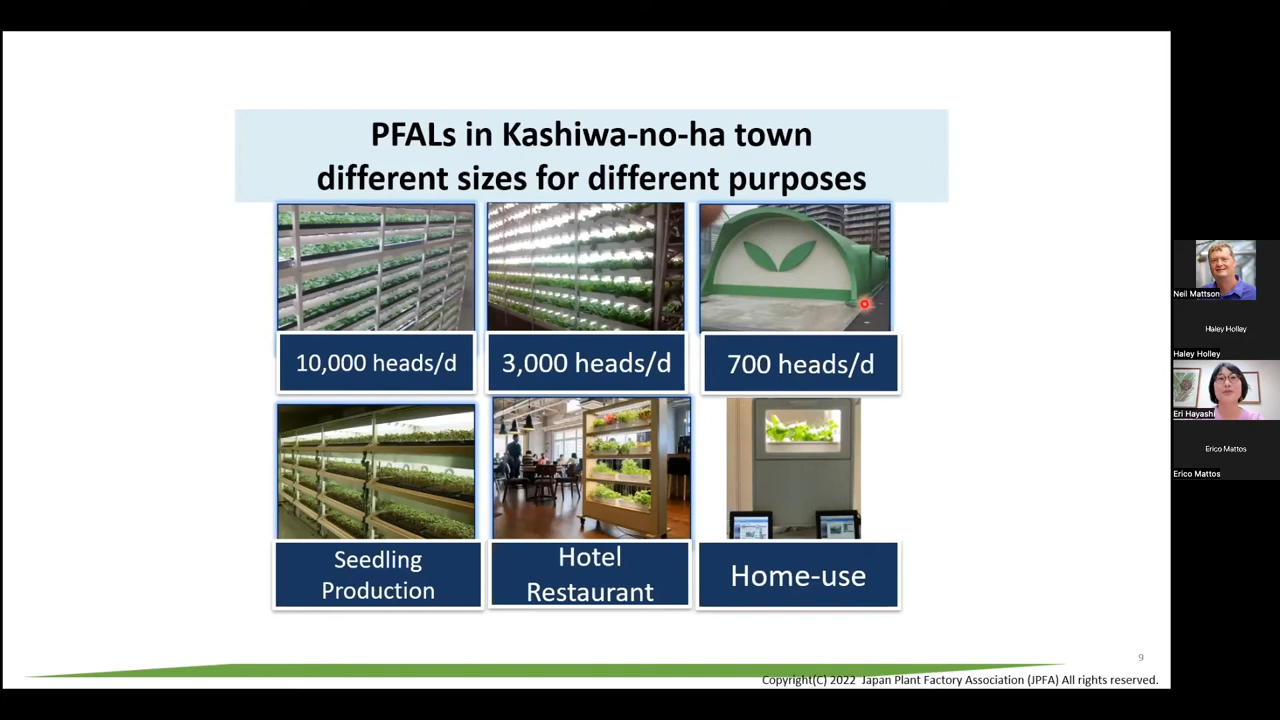 PFALs in Kashiwa-no-ha town
different sizes for different purposes
10,000 heads/d
3,000 heads/d
700 heads/d
Seedling
Production
Hotel
Restaurant
Home-use
9
Copyright(C) 2022 Japan Plant Factory Association (JPFA) All rights reserved.
Neil Mattson
Haley Holley
Haley Holley
Eri Hayashi
Erico Mattos
Erico Mattos